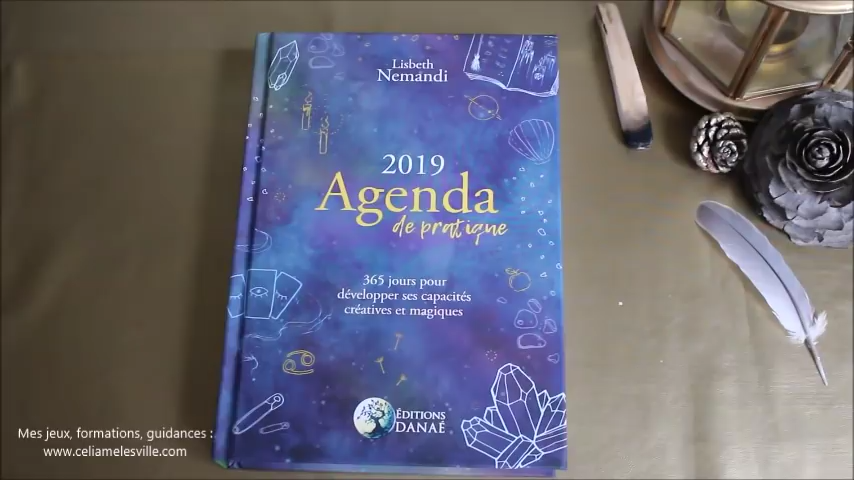 Lisbeth
Nemandi
2019
Agenda
de pratique
365 jours pour
développer ses capacités
créatives et magiques
ÉDITIONS
DANAÉ
Mes jeux, formations, guidances :
www.celiamelesville.com